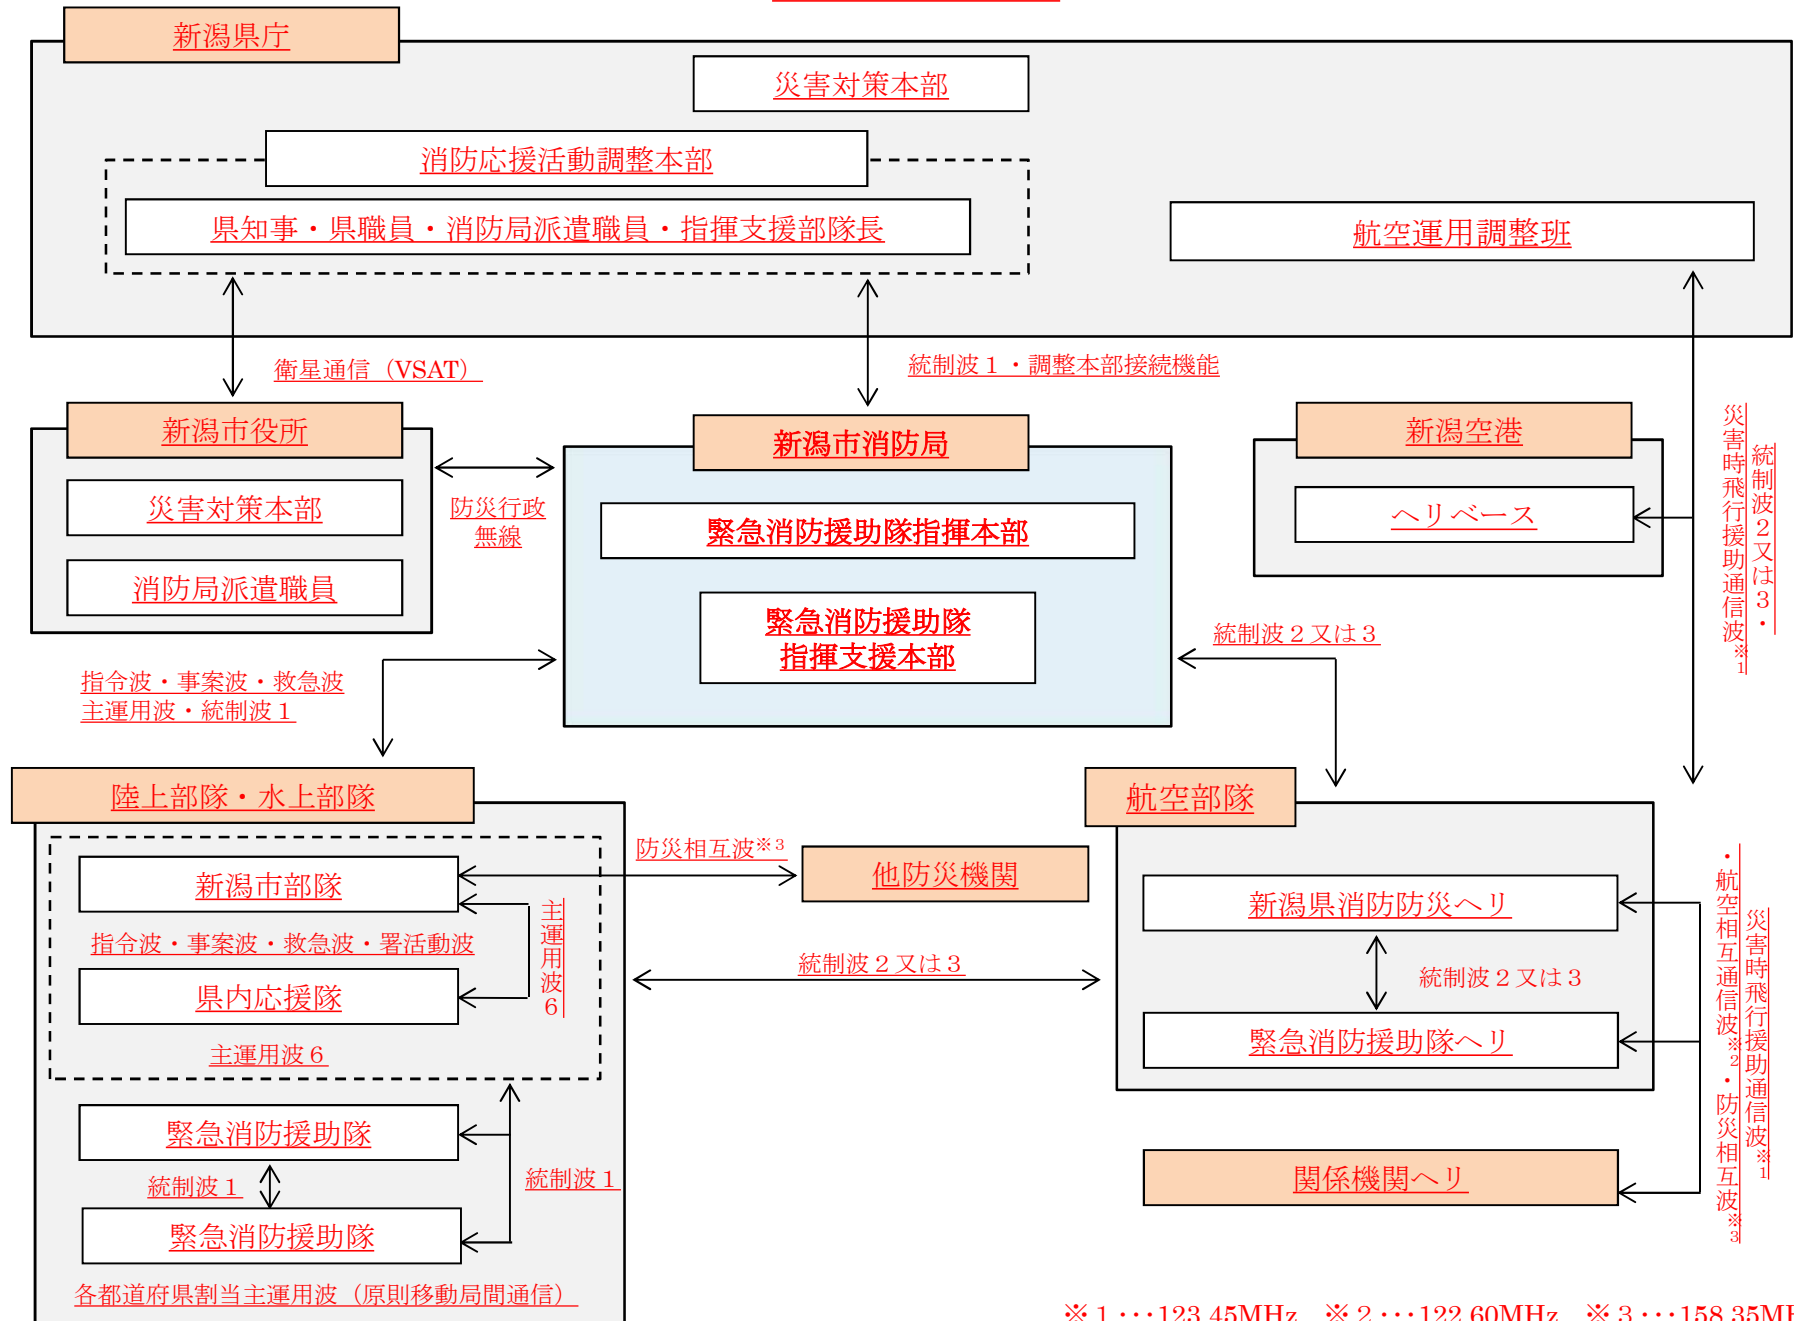 新潟県庁
災害対策本部
消防応援活動調整本部
県知事・県職員・消防局派遣職員・指揮支援部隊長
航空運用調整班
衛星通信（VSAT）
統制波１・調整本部接続機能
新潟市役所
災害対策本部
消防局派遣職員
防災行政
無線
新潟市消防局
緊急消防援助隊指揮本部
緊急消防援助隊
指揮支援本部
新潟空港
ヘリベース
統制波２又は３・
災害時飛行援助通信波※1
統制波２又は３
指令波・事案波・救急波
主運用波・統制波１
陸上部隊・水上部隊
新潟市部隊
指令波・事案波・救急波・署活動波
県内応援隊
主運用波６
主運用波６
緊急消防援助隊
統制波１
緊急消防援助隊
統制波１
各都道府県割当主運用波（原則移動局間通信）
防災相互波※3
他防災機関
統制波２又は３
航空部隊
新潟県消防防災ヘリ
統制波２又は３
緊急消防援助隊ヘリ
関係機関ヘリ
災害時飛行援助通信波※1
・航空相互通信波※2・防災相互波※3
※１･･･123.45MHz　※２･･･122.60MHz　※３･･･158.35MH